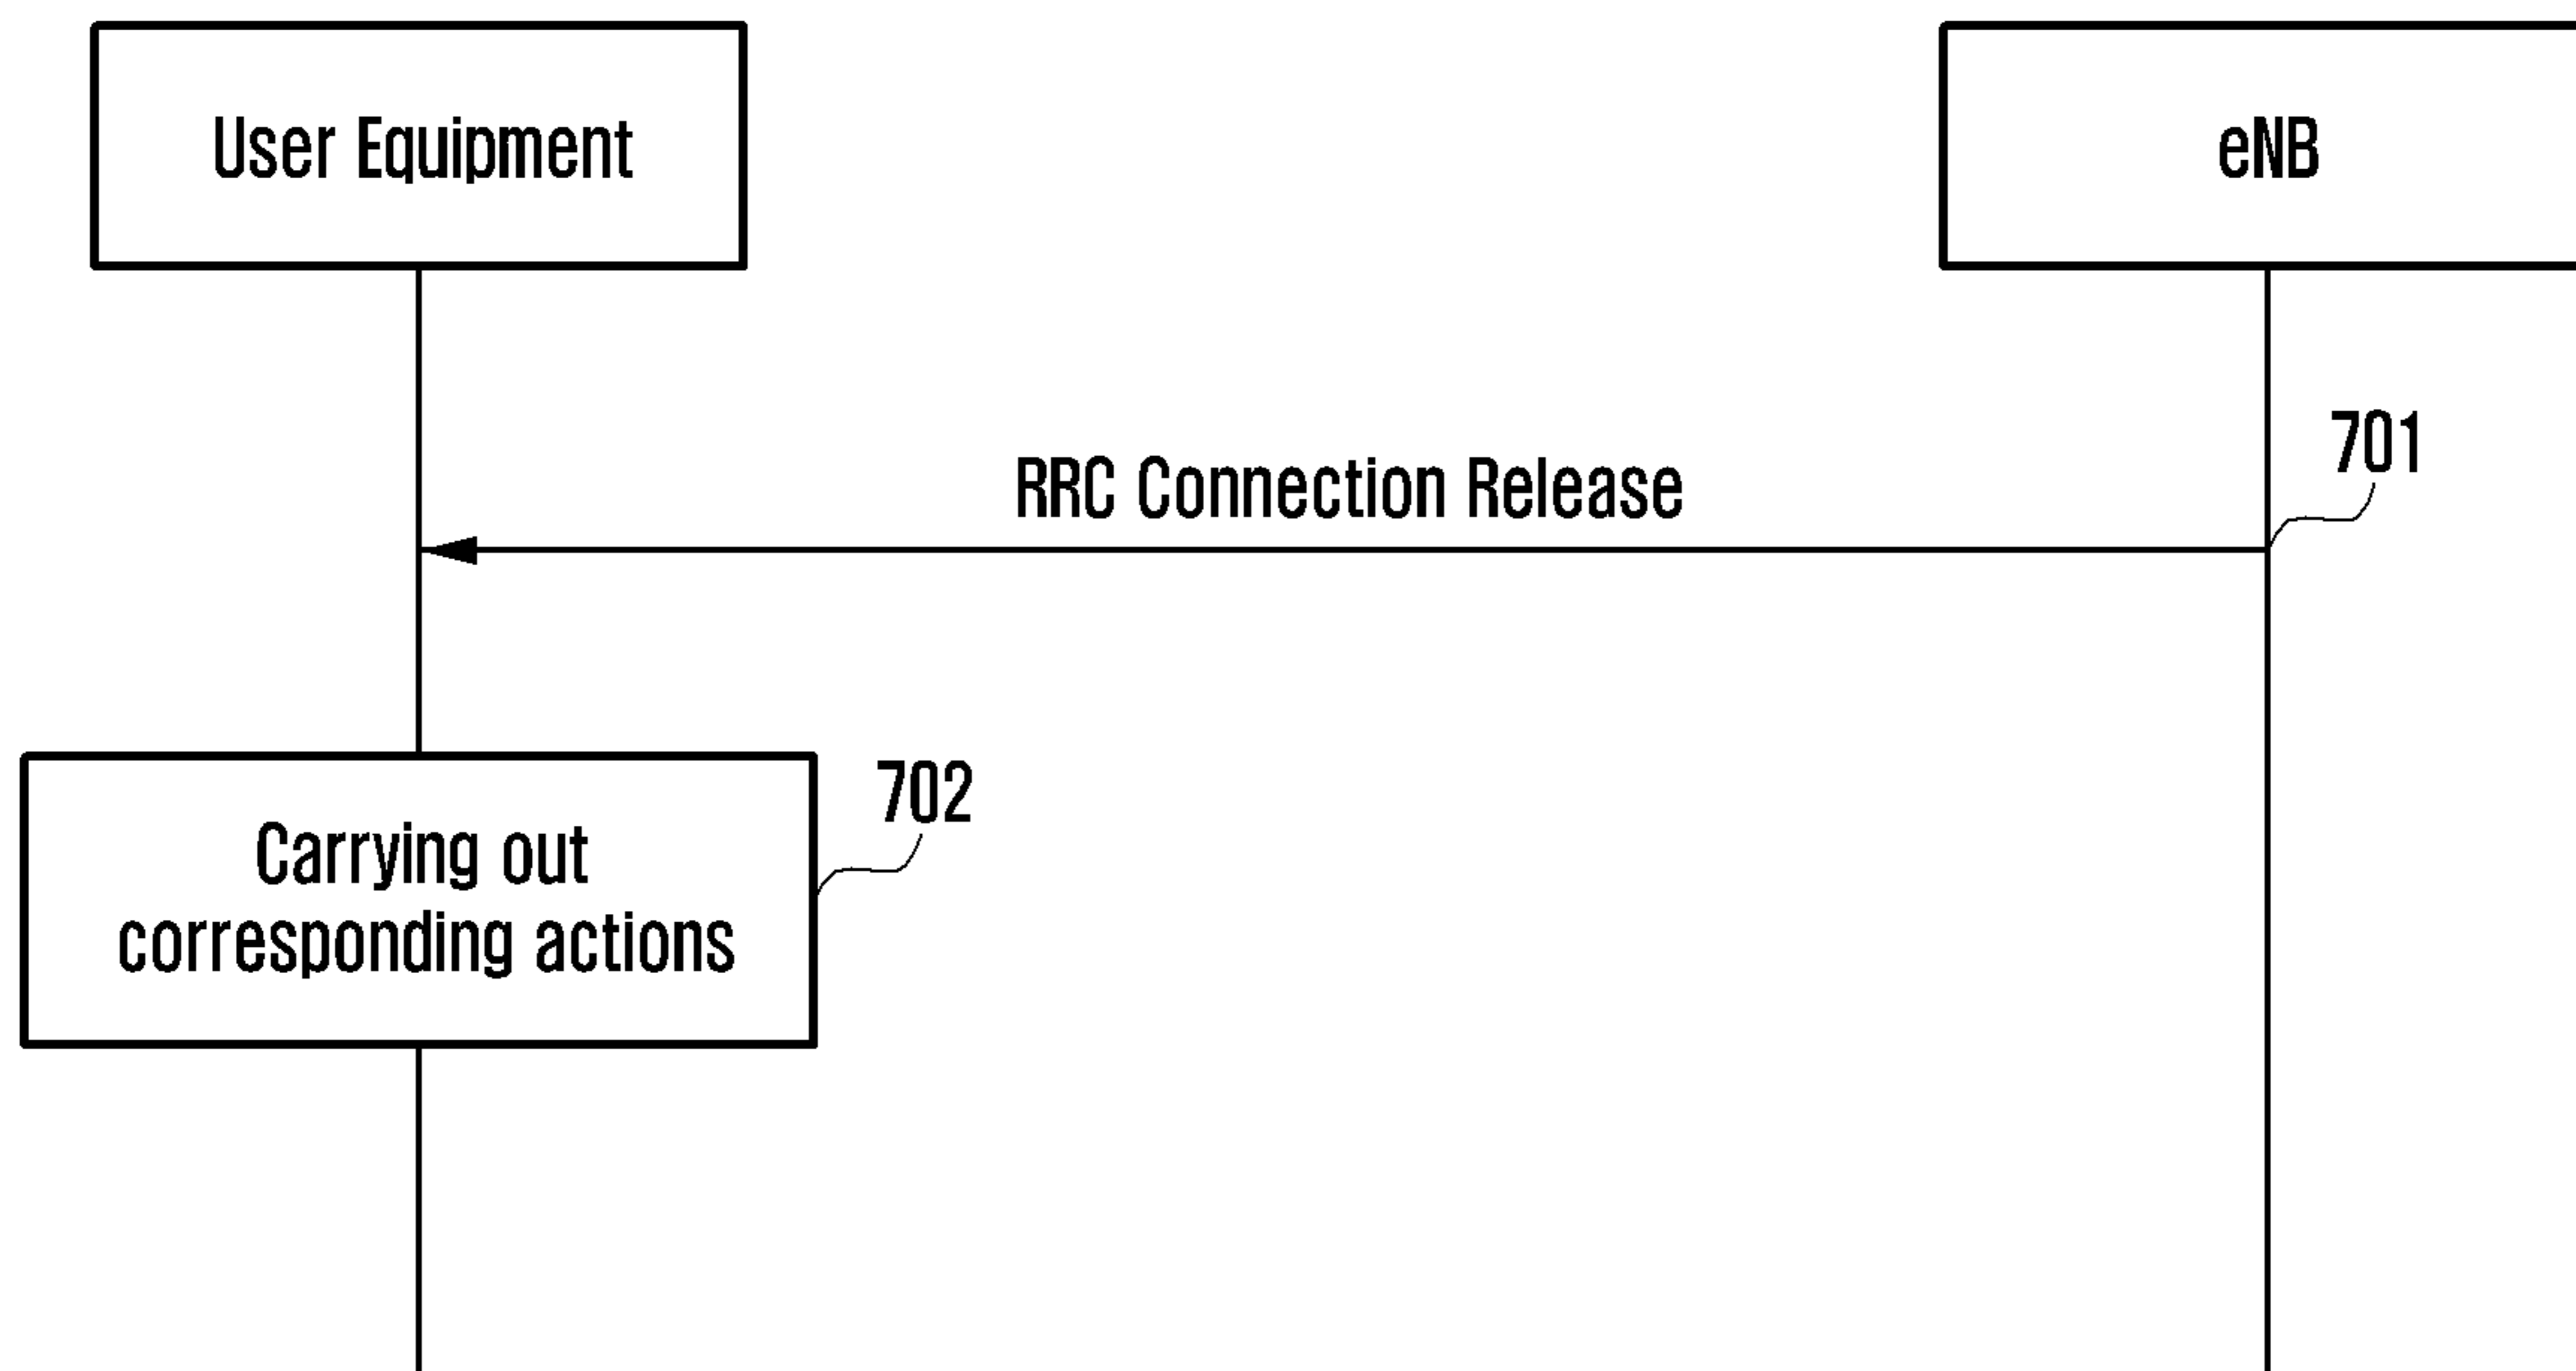 User Equipment
eNB
701
RRC Connection Release
702
Carrying out
corresponding actions